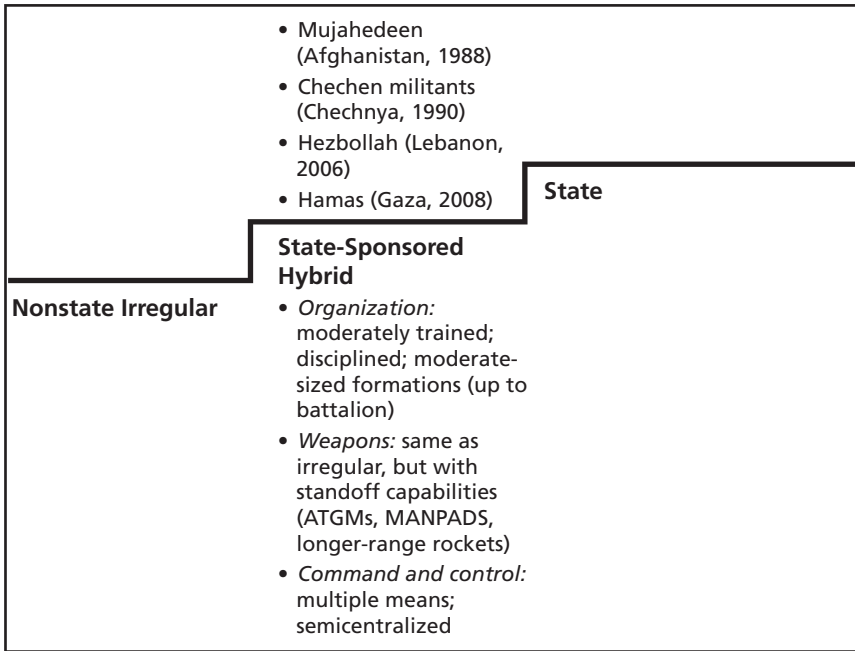 • Mujahedeen
(Afghanistan, 1988)
• Chechen militants
(Chechnya, 1990)
• Hezbollah (Lebanon,
2006)
• Hamas (Gaza, 2008)
State
State-Sponsored
Hybrid
Nonstate Irregular
• Organization:
moderately trained;
disciplined; moderate-
sized formations (up to
battalion)
• Weapons: same as
irregular, but with
standoff capabilities
(ATGMs, MANPADS,
longer-range rockets)
• Command and control:
multiple means;
semicentralized